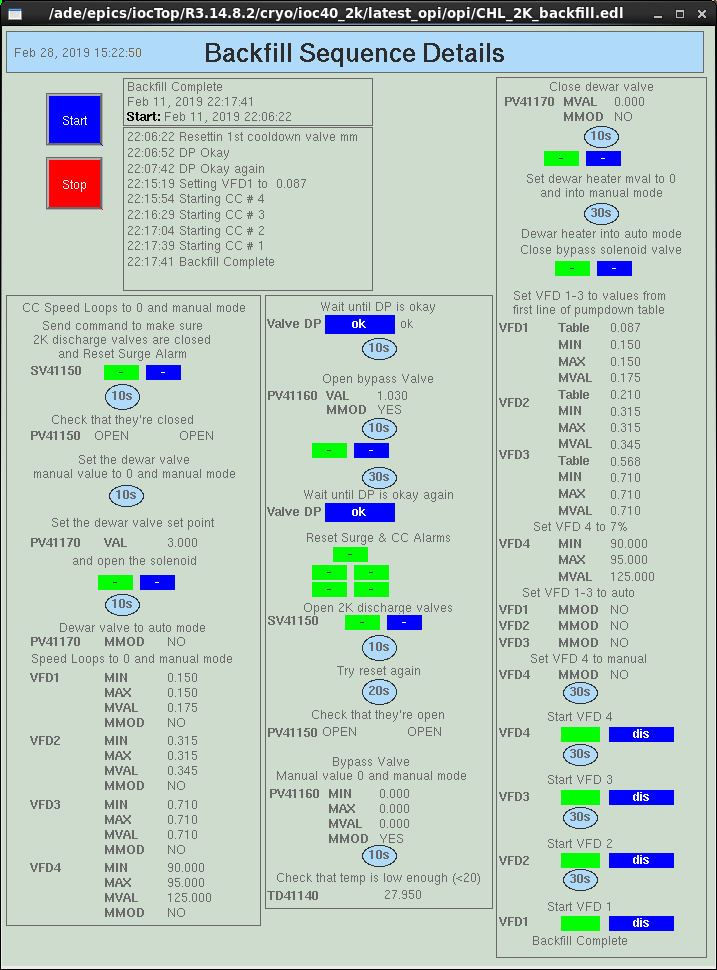 /ade/epics/iocTop/R3.14.8.2/cryo/ioc40_2k/latest_opi/opi/CHL_2K_backfill.edl
Feb 28, 2019 15:22:50
Backfill Sequence Details
Start
Stop
Backfill Complete
Feb 11, 2019 22:17:41
Start: Feb 11, 2019 22:06:22
22:06:22 Resettin 1st cooldown valve mm
22:06:52 DP Okay
22:07:42 DP Okay again
22:15:19 Setting VFD1 to 0.087
22:15:54 Starting CC # 4
22:16:29 Starting CC # 3
22:17:04 Starting CC # 2
22:17:39 Starting CC # 1
22:17:41 Backfill Complete
CC Speed Loops to 0 and manual mode
Send command to make sure
2K discharge valves are closed
and Reset Surge Alarm
SV41150 - -
10s
Check that they're closed
PV41150 OPEN OPEN
Set the dewar valve
manual value to 0 and manual mode
10s
Set the dewar valve set point
PV41170 VAL 3.000
and open the solenoid
- -
10s
Dewar valve to auto mode
PV41170 MMOD NO
Speed Loops to 0 and manual mode
VFD1 MIN 0.150
MAX 0.150
MVAL 0.175
MMOD NO
VFD2 MIN 0.315
MAX 0.315
MVAL 0.345
MMOD NO
VFD3 MIN 0.710
MAX 0.710
MVAL 0.710
MMOD NO
VFD4 MIN 90.000
MAX 95.000
MVAL 125.000
MMOD NO
Wait until DP is okay
Valve DP ok ok
10s
Open bypass Valve
PV41160 VAL 1.030
MMOD YES
10s
- -
30s
Wait until DP is okay again
Valve DP ok
Reset Surge & CC Alarms
-
- -
- -
Open 2K discharge valves
SV41150 - -
10s
Try reset again
20s
Check that they're open
PV41150 OPEN OPEN
Bypass Valve
Manual value 0 and manual mode
PV41160 MIN 0.000
MAX 0.000
MVAL 0.000
MMOD YES
10s
Check that temp is low enough (<20)
TD41140 27.950
Close dewar valve
PV41170 MVAL 0.000
MMOD NO
10s
- -
Set dewar heater mval to 0
and into manual mode
30s
Dewar heater into auto mode
Close bypass solenoid valve
- -
Set VFD 1-3 to values from
first line of pumpdown table
VFD1 Table 0.087
MIN 0.150
MAX 0.150
MVAL 0.175
VFD2 Table 0.210
MIN 0.315
MAX 0.315
MVAL 0.345
VFD3 Table 0.568
MIN 0.710
MAX 0.710
MVAL 0.710
Set VFD 4 to 7%
VFD4 MIN 90.000
MAX 95.000
MVAL 125.000
Set VFD 1-3 to auto
VFD1 MMOD NO
VFD2 MMOD NO
VFD3 MMOD NO
Set VFD 4 to manual
VFD4 MMOD NO
30s
Start VFD 4
VFD4 dis
30s
Start VFD 3
VFD3 dis
30s
Start VFD 2
VFD2 dis
30s
Start VFD 1
VFD1 dis
Backfill Complete